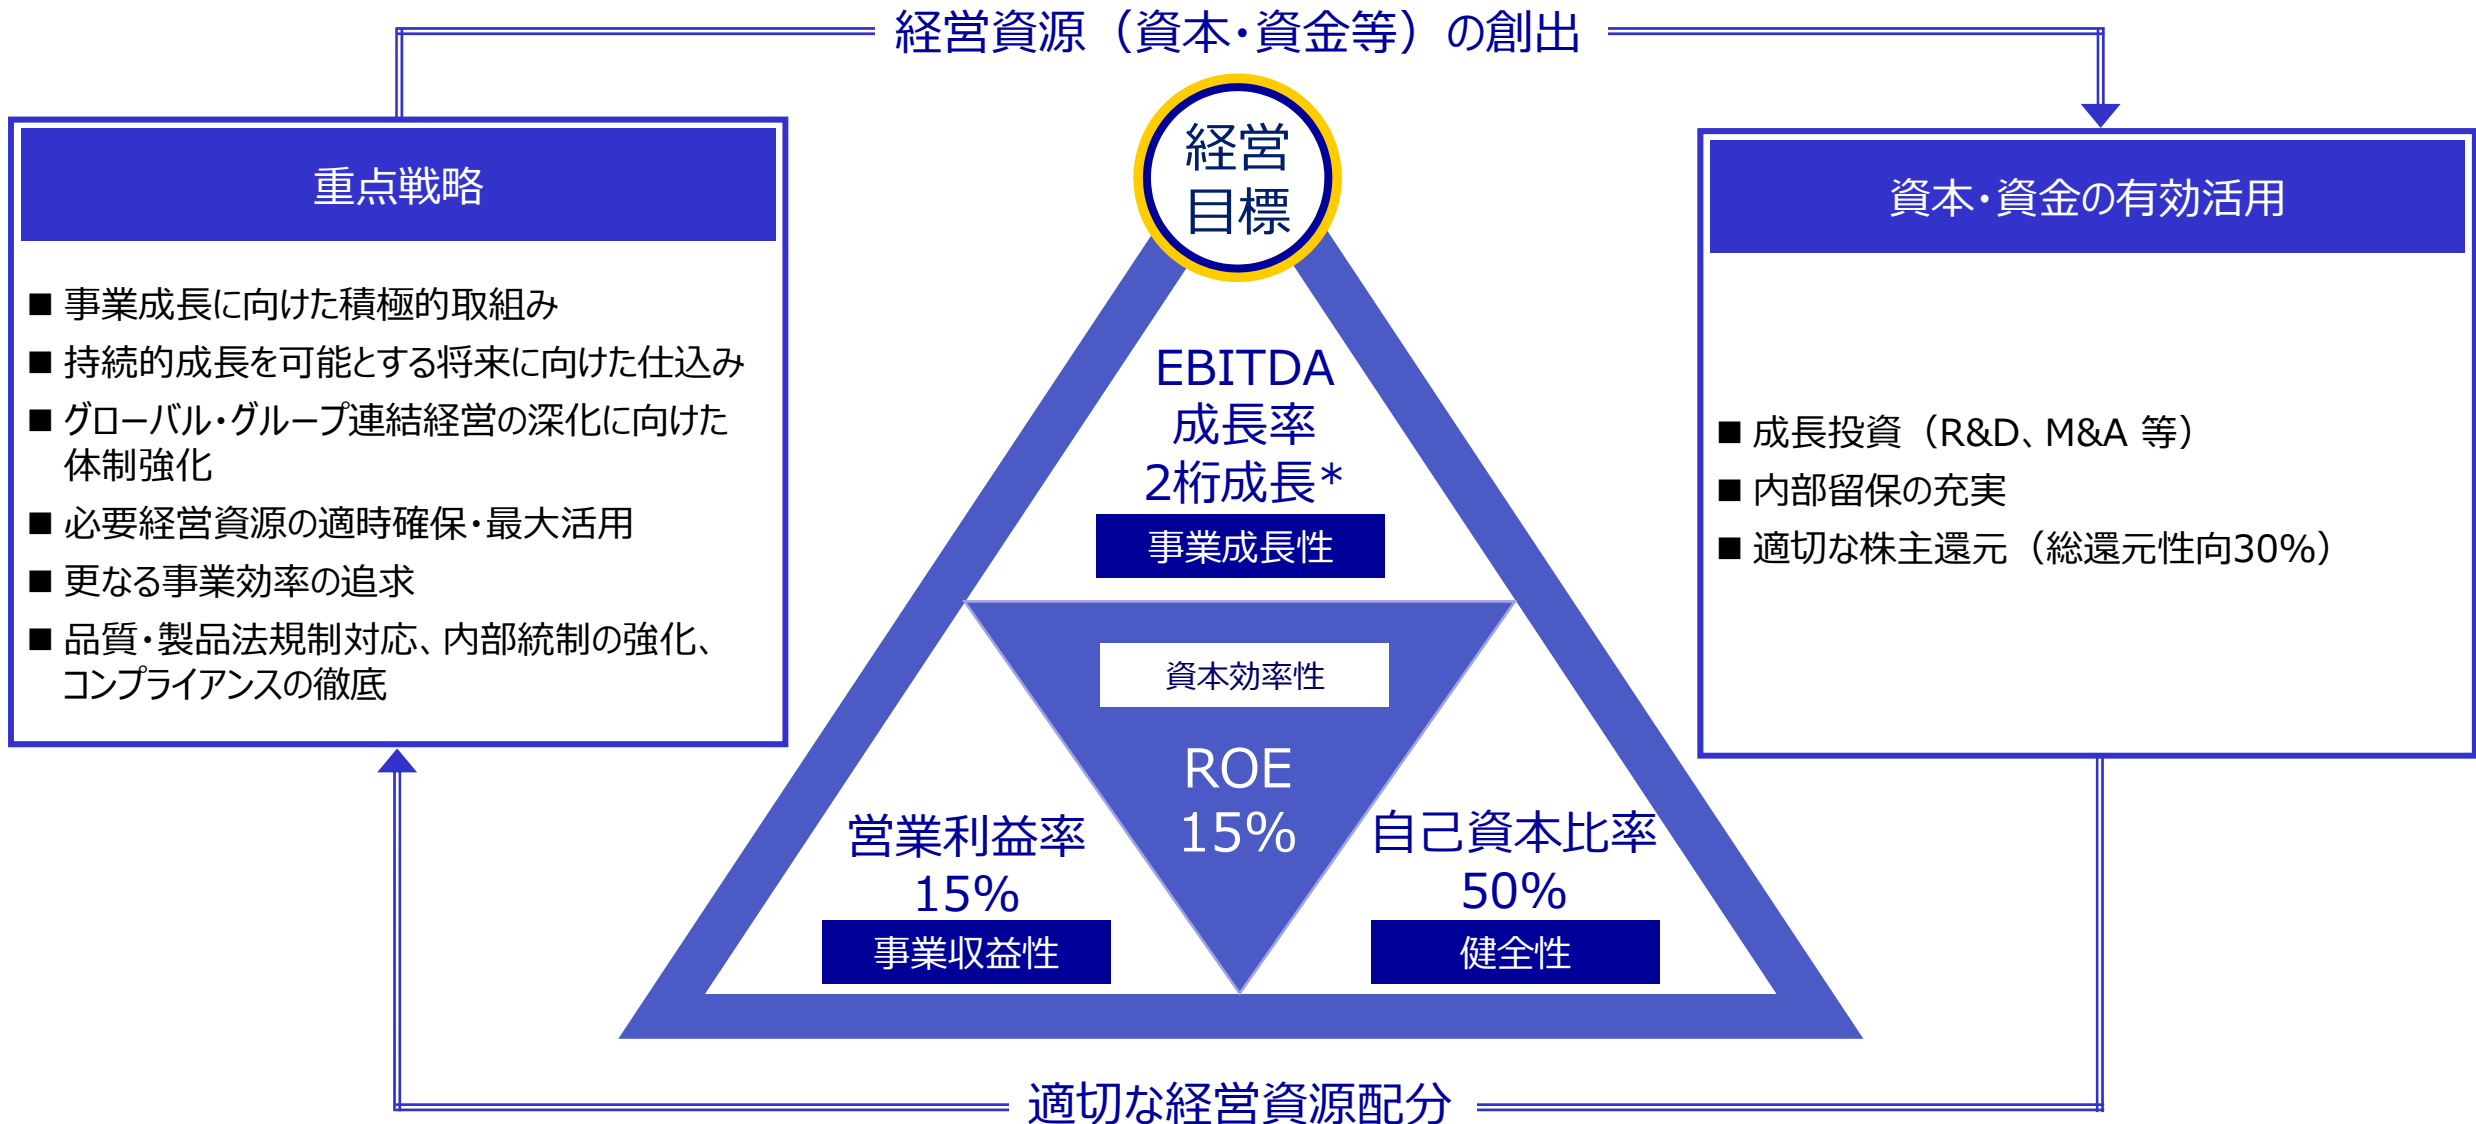 経営資源（資本・資金等）の創出
重点戦略
■ 事業成長に向けた積極的取組み
■ 持続的成長を可能とする将来に向けた仕込み
■ グローバル・グループ連結経営の深化に向けた
体制強化
■ 必要経営資源の適時確保・最大活用
■ 更なる事業効率の追求
■ 品質・製品法規制対応、内部統制の強化、
コンプライアンスの徹底
経営
目標
EBITDA
成長率
2桁成長*
事業成長性
資本効率性
ROE
15%
営業利益率
15%
事業収益性
自己資本比率
50%
健全性
資本・資金の有効活用
■ 成長投資（R&D、M&A 等）
■ 内部留保の充実
■ 適切な株主還元（総還元性向30%）
適切な経営資源配分